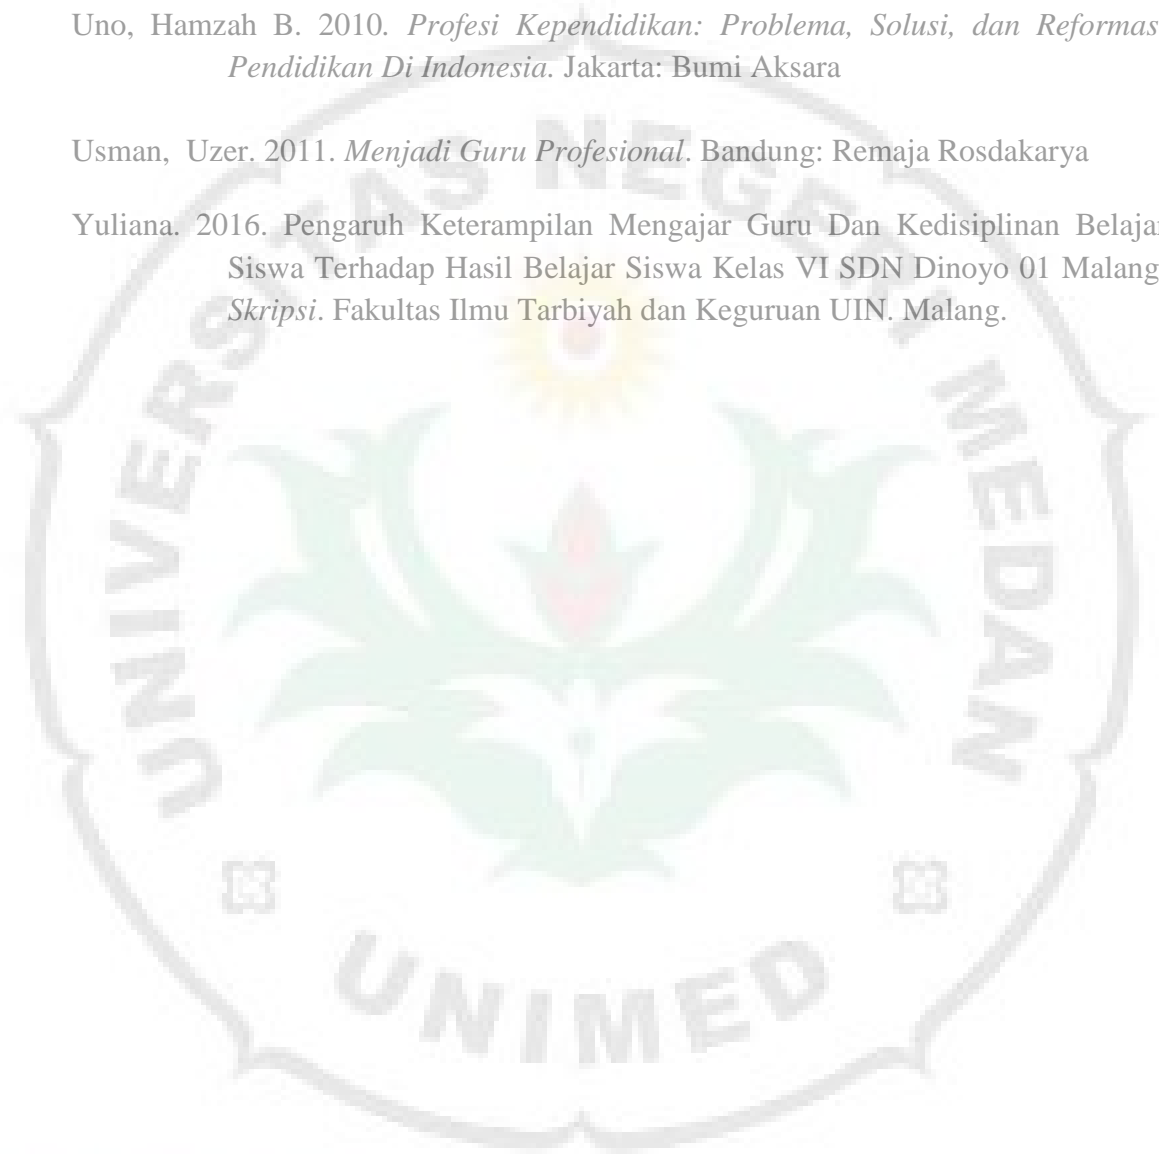 Uno, Hamzah B. 2010. Profesi Kependidikan: Problema, Solusi, dan Reformas
Pendidikan Di Indonesia. Jakarta: Bumi Aksara
Usman, Uzer. 2011. Menjadi Guru Profesional. Bandung: Remaja Rosdakarya
Yuliana. 2016. Pengaruh Keterampilan Mengajar Guru Dan Kedisiplinan Belajar
Siswa Terhadap Hasil Belajar Siswa Kelas VI SDN Dinoyo 01 Malang
Skripsi. Fakultas Ilmu Tarbiyah dan Keguruan UIN. Malang.
UNIVERSITAS NEGERI MEDAN
UNIMED